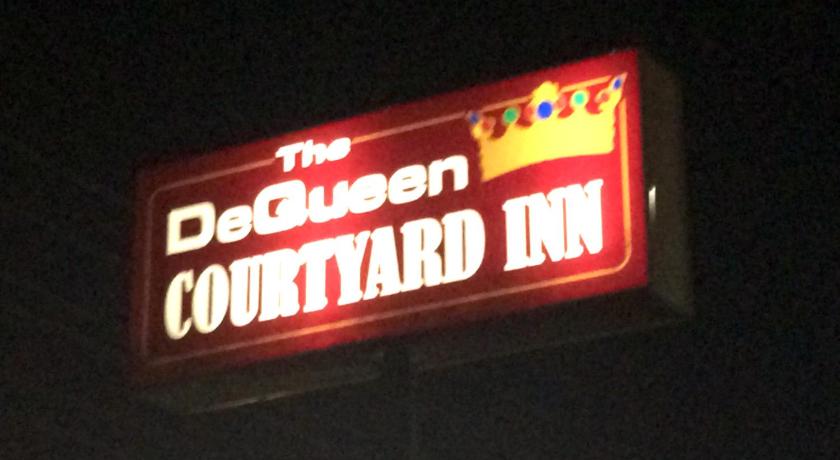 The
DeQueen
COURTYARD INN